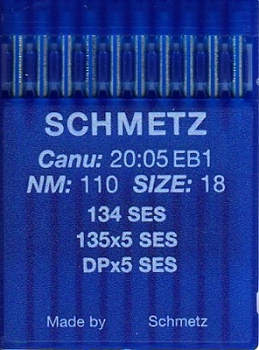 SCHMETZ
Canu: 20:05 EB1
NM: 110 SIZE: 18
134 SES
135x5 SES
DPx5 SES
Made by Schmetz